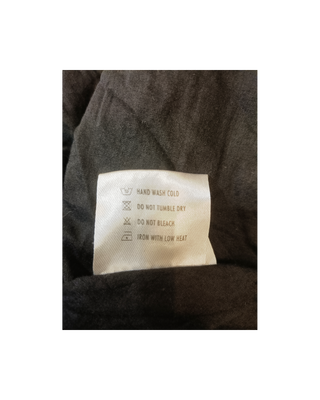 HAND WASH COLD
DO NOT TUMBLE DRY
DO NOT BLEACH
IRON WITH LOW HEAT